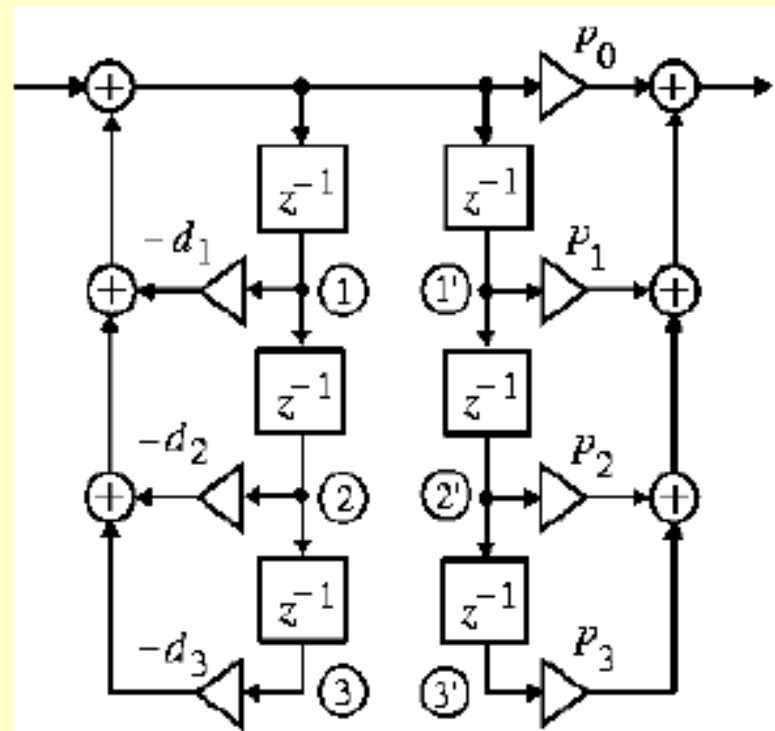 p₀
z⁻¹ z⁻¹
-d₁ p₁
① ①'
z⁻¹ z⁻¹
-d₂ p₂
② ②'
z⁻¹ z⁻¹
-d₃ p₃
③ ③'